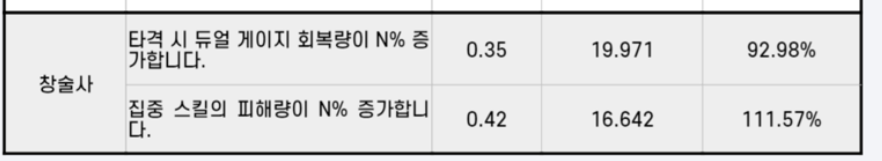 타격 시 듀얼 게이지 회복량이 N% 증
가합니다.
0.35
19.971
92.98%
창술사
집중 스킬의 피해량이 N% 증가합니
다.
0.42
16.642
111.57%